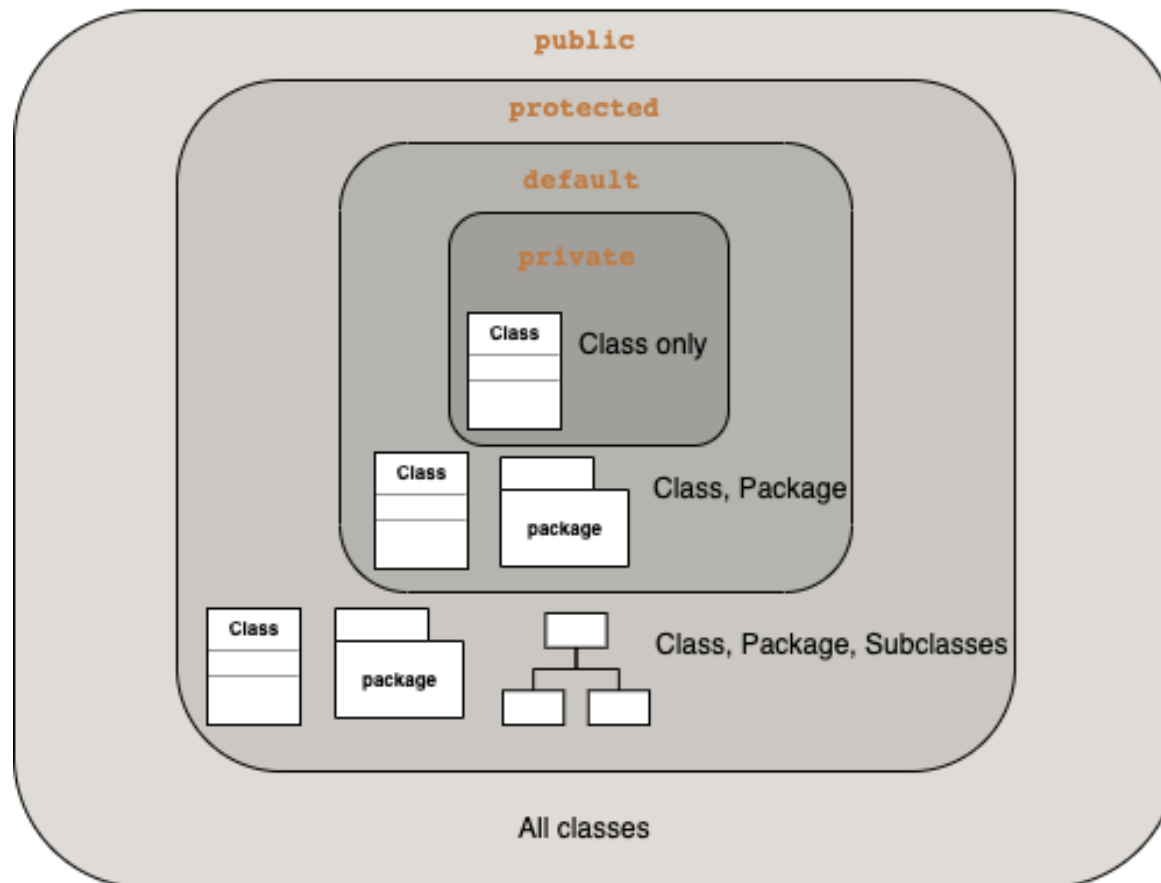 public
protected
default
private
Class
Class only
Class
package
Class, Package
Class
package
Class, Package, Subclasses
All classes